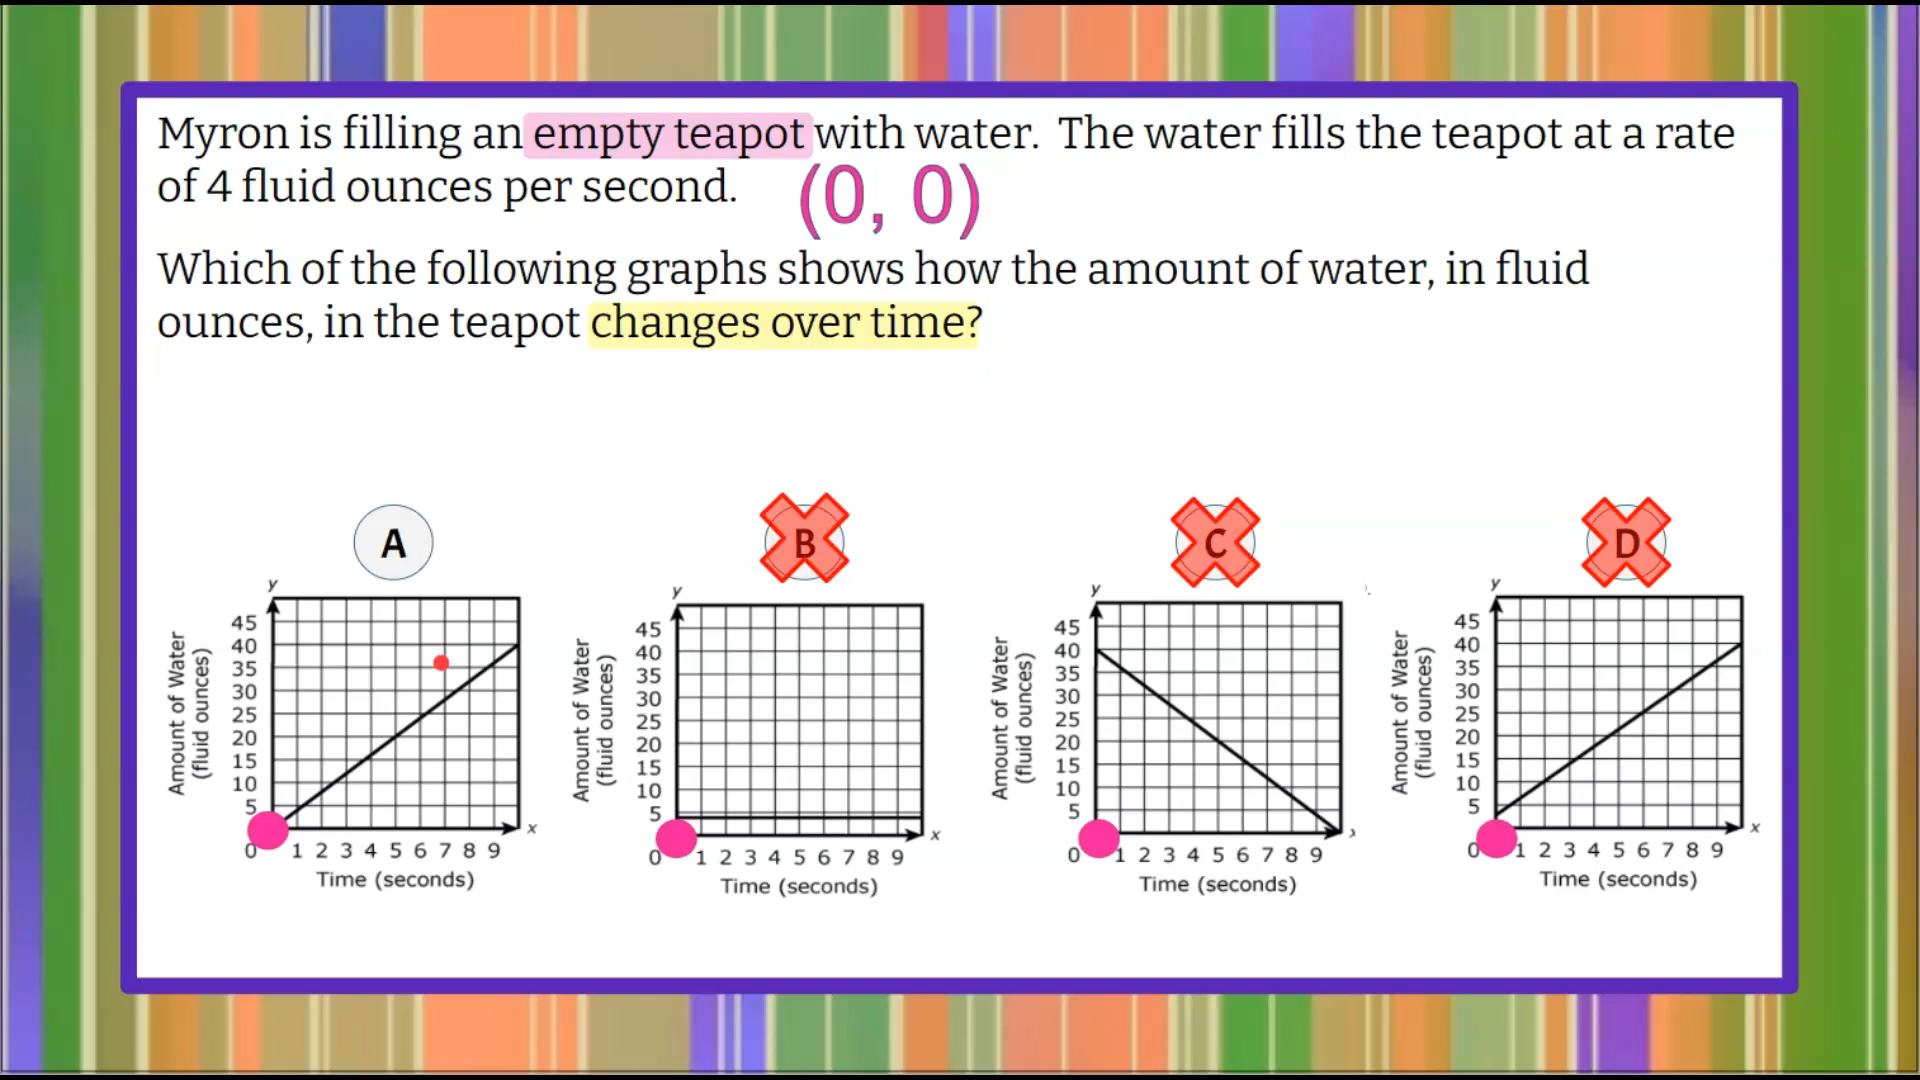 Myron is filling an empty teapot with water. The water fills the teapot at a rate
of 4 fluid ounces per second.
(0, 0)
Which of the following graphs shows how the amount of water, in fluid
ounces, in the teapot changes over time?
A
B
C
D
y
45
40
35
30
25
20
15
10
5
0
1 2 3 4 5 6 7 8 9
x
Amount of Water
(fluid ounces)
Time (seconds)
y
45
40
35
30
25
20
15
10
5
0
1 2 3 4 5 6 7 8 9
x
Amount of Water
(fluid ounces)
Time (seconds)
y
45
40
35
30
25
20
15
10
5
0
1 2 3 4 5 6 7 8 9
Amount of Water
(fluid ounces)
Time (seconds)
y
45
40
35
30
25
20
15
10
5
0
1 2 3 4 5 6 7 8 9
x
Amount of Water
(fluid ounces)
Time (seconds)